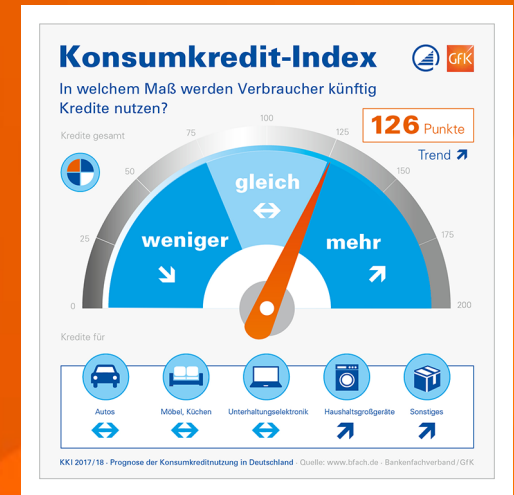 Konsumkredit-Index
GfK
In welchem Maß werden Verbraucher künftig
Kredite nutzen?
126 Punkte
Trend
Kredite gesamt
0
25
50
75
100
125
150
175
200
weniger
gleich
mehr
Kredite für
Autos
Möbel, Küchen
Unterhaltungselektronik
Haushaltsgroßgeräte
Sonstiges
KKI 2017/18 · Prognose der Konsumkreditnutzung in Deutschland · Quelle: www.bfach.de · Bankenfachverband/GfK